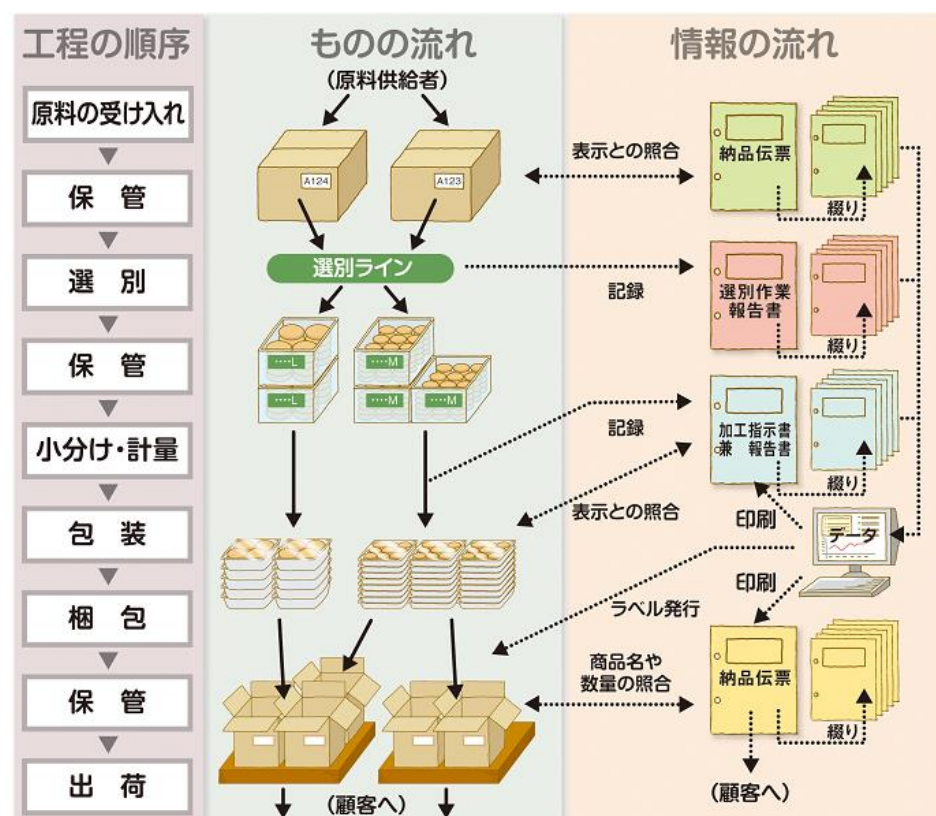 工程の順序
原料の受け入れ
保 管
選 別
保 管
小分け・計量
包 装
梱 包
保 管
出 荷
ものの流れ
(原料供給者)
A124
A123
選別ライン
････L
････M
････L
････M
････M
(顧客へ)
情報の流れ
表示との照合
納品伝票
綴り
記録
選別作業
報告書
綴り
記録
加工指示書
兼 報告書
綴り
表示との照合
印刷
データ
ラベル発行
印刷
商品名や
数量の照合
納品伝票
綴り
(顧客へ)